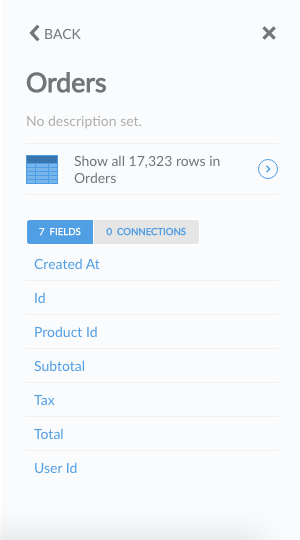 BACK
Orders
No description set.
Show all 17,323 rows in
Orders
7 FIELDS 0 CONNECTIONS
Created At
Id
Product Id
Subtotal
Tax
Total
User Id